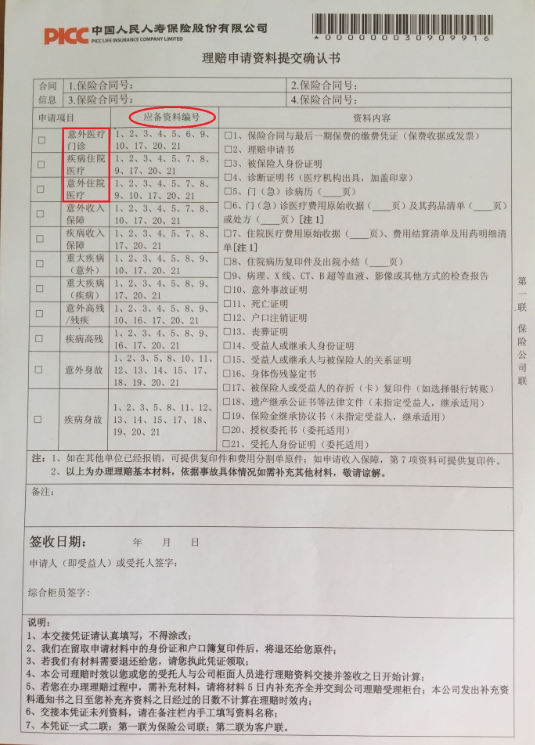 PICC 中国人民人寿保险股份有限公司
PICC LIFE INSURANCE COMPANY LIMITED
*00000030909916*
理赔申请资料提交确认书
合同信息
1.保险合同号: 2.保险合同号:
3.保险合同号: 4.保险合同号:
申请项目 应备资料编号 资料内容
□ 意外医疗门诊 1、2、3、4、5、6、9、
10、17、20、21
□ 疾病住院医疗 1、2、3、4、5、7、8、
9、17、20、21
□ 意外住院医疗 1、2、3、4、5、7、8、
9、10、17、20、21
□ 意外收入保障 1、2、3、4、5、7、8、9、
10、17、20、21
□ 疾病收入保障 1、2、3、4、5、7、8、9、
17、20、21
□ 重大疾病(意外) 1、2、3、4、5、8、9、
10、17、20、21
□ 重大疾病(疾病) 1、2、3、4、5、8、9、
17、20、21
□ 意外高残/残疾 1、2、3、4、5、8、9、
10、16、17、20、21
□ 疾病高残 1、2、3、4、5、8、9、
16、17、20、21
□ 意外身故 1、2、3、5、8、10、11、
12、13、14、15、17、
18、19、20、21
□ 疾病身故 1、2、3、5、8、11、12、
13、14、15、17、18、
19、20、21
□1、保险合同与最后一期保费的缴费凭证(保费收据或发票)
□2、理赔申请书
□3、被保险人身份证明
□4、诊断证明书(医疗机构出具,加盖印章)
□5、门(急)诊病历(____页)
□6、门(急)诊医疗费用原始收据(____页)及其药品清单(____页)
或处方(____页)[注1]
□7、住院医疗费用原始收据(____页)、费用结算清单及用药明细清
单[注1]
□8、住院病历复印件及出院小结(____页)
□9、病理、X线、CT、B超等血液、影像或其他方式的检查报告
□10、意外事故证明
□11、死亡证明
□12、户口注销证明
□13、丧葬证明
□14、受益人或继承人身份证明
□15、受益人或继承人与被保险人的关系证明
□16、身体伤残鉴定书
□17、被保险人或受益人的存折(卡)复印件(如选择银行转账)
□18、遗产继承公证书等法律文件(未指定受益人,继承适用)
□19、保险金继承协议书(未指定受益人,继承适用)
□20、授权委托书(委托适用)
□21、受托人身份证明(委托适用)
第一联 保险公司联
注:1、如在其他单位已经报销,可提供复印件和费用分割单原件;如申请收入保障,第7项资料可提供复印件。
2、以上为办理理赔基本材料,依据事故具体情况如需补充其他材料,敬请谅解。
备注:
签收日期: 年 月 日
申请人(即受益人)或受托人签字:
综合柜员签字:
说明:
1、本交接凭证请认真填写,不得涂改;
2、我们在留取申请材料中的身份证和户口簿复印件后,将退还给您原件;
3、若我们有材料需要退还给您,请您执此凭证领取;
4、本公司理赔时效以您或您的受托人与公司柜面人员进行理赔资料交接并签收之日开始计算;
5、若您在办理理赔过程中,需补充材料,请将材料5日内补充齐全并交到公司理赔受理柜台;本公司发出补充资
料通知书之日至您补充齐资料之日经过的日数不计算在理赔时效内;
6、交接本凭证未列资料,请在备注栏内手工填写资料名称;
7、本凭证一式二联:第一联为保险公司联;第二联为客户联。